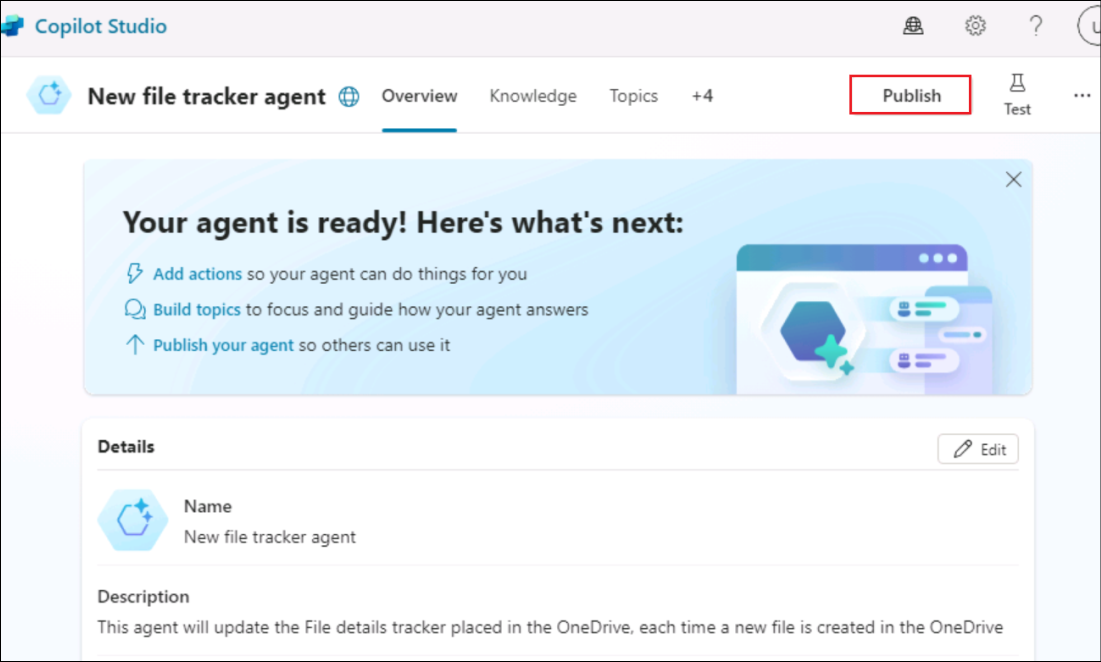 Copilot Studio
New file tracker agent Overview Knowledge Topics +4 Publish Test ...
Your agent is ready! Here's what's next:
Add actions so your agent can do things for you
Build topics to focus and guide how your agent answers
Publish your agent so others can use it
Details Edit
Name
New file tracker agent
Description
This agent will update the File details tracker placed in the OneDrive, each time a new file is created in the OneDrive